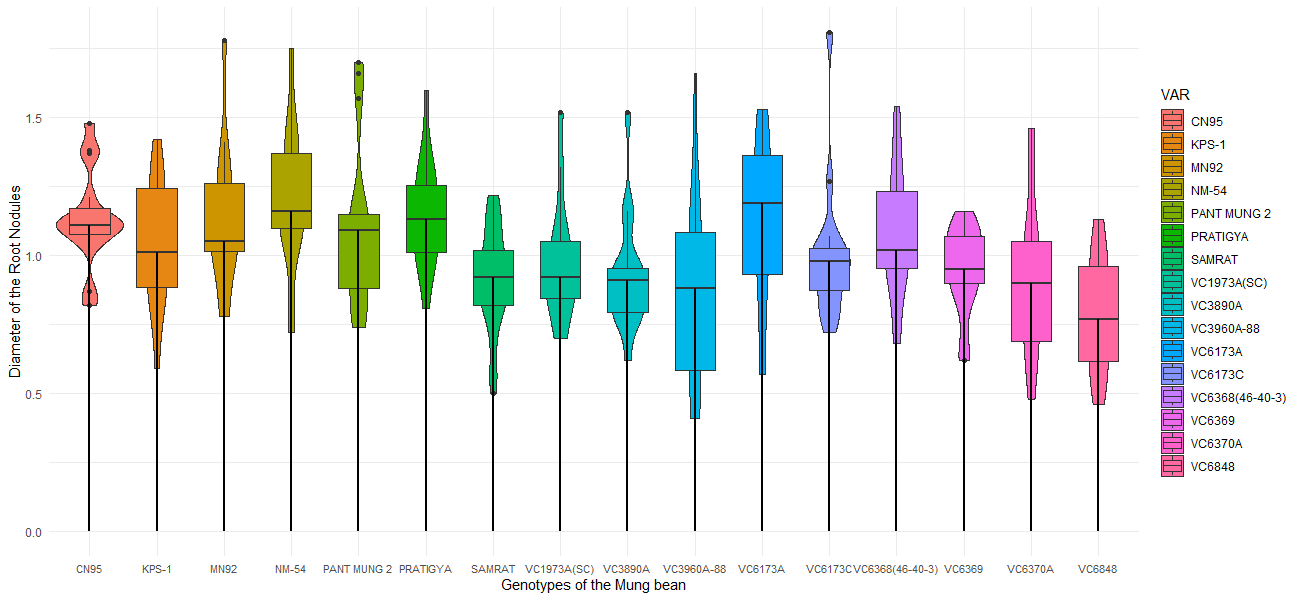 Diameter of the Root Nodules
1.5
1.0
0.5
0.0
CN95 KPS-1 MN92 NM-54 PANT MUNG 2 PRATIGYA SAMRAT VC1973A(SC) VC3890A VC3960A-88 VC6173A VC6173C VC6368(46-40-3) VC6369 VC6370A VC6848
Genotypes of the Mung bean
VAR
CN95
KPS-1
MN92
NM-54
PANT MUNG 2
PRATIGYA
SAMRAT
VC1973A(SC)
VC3890A
VC3960A-88
VC6173A
VC6173C
VC6368(46-40-3)
VC6369
VC6370A
VC6848